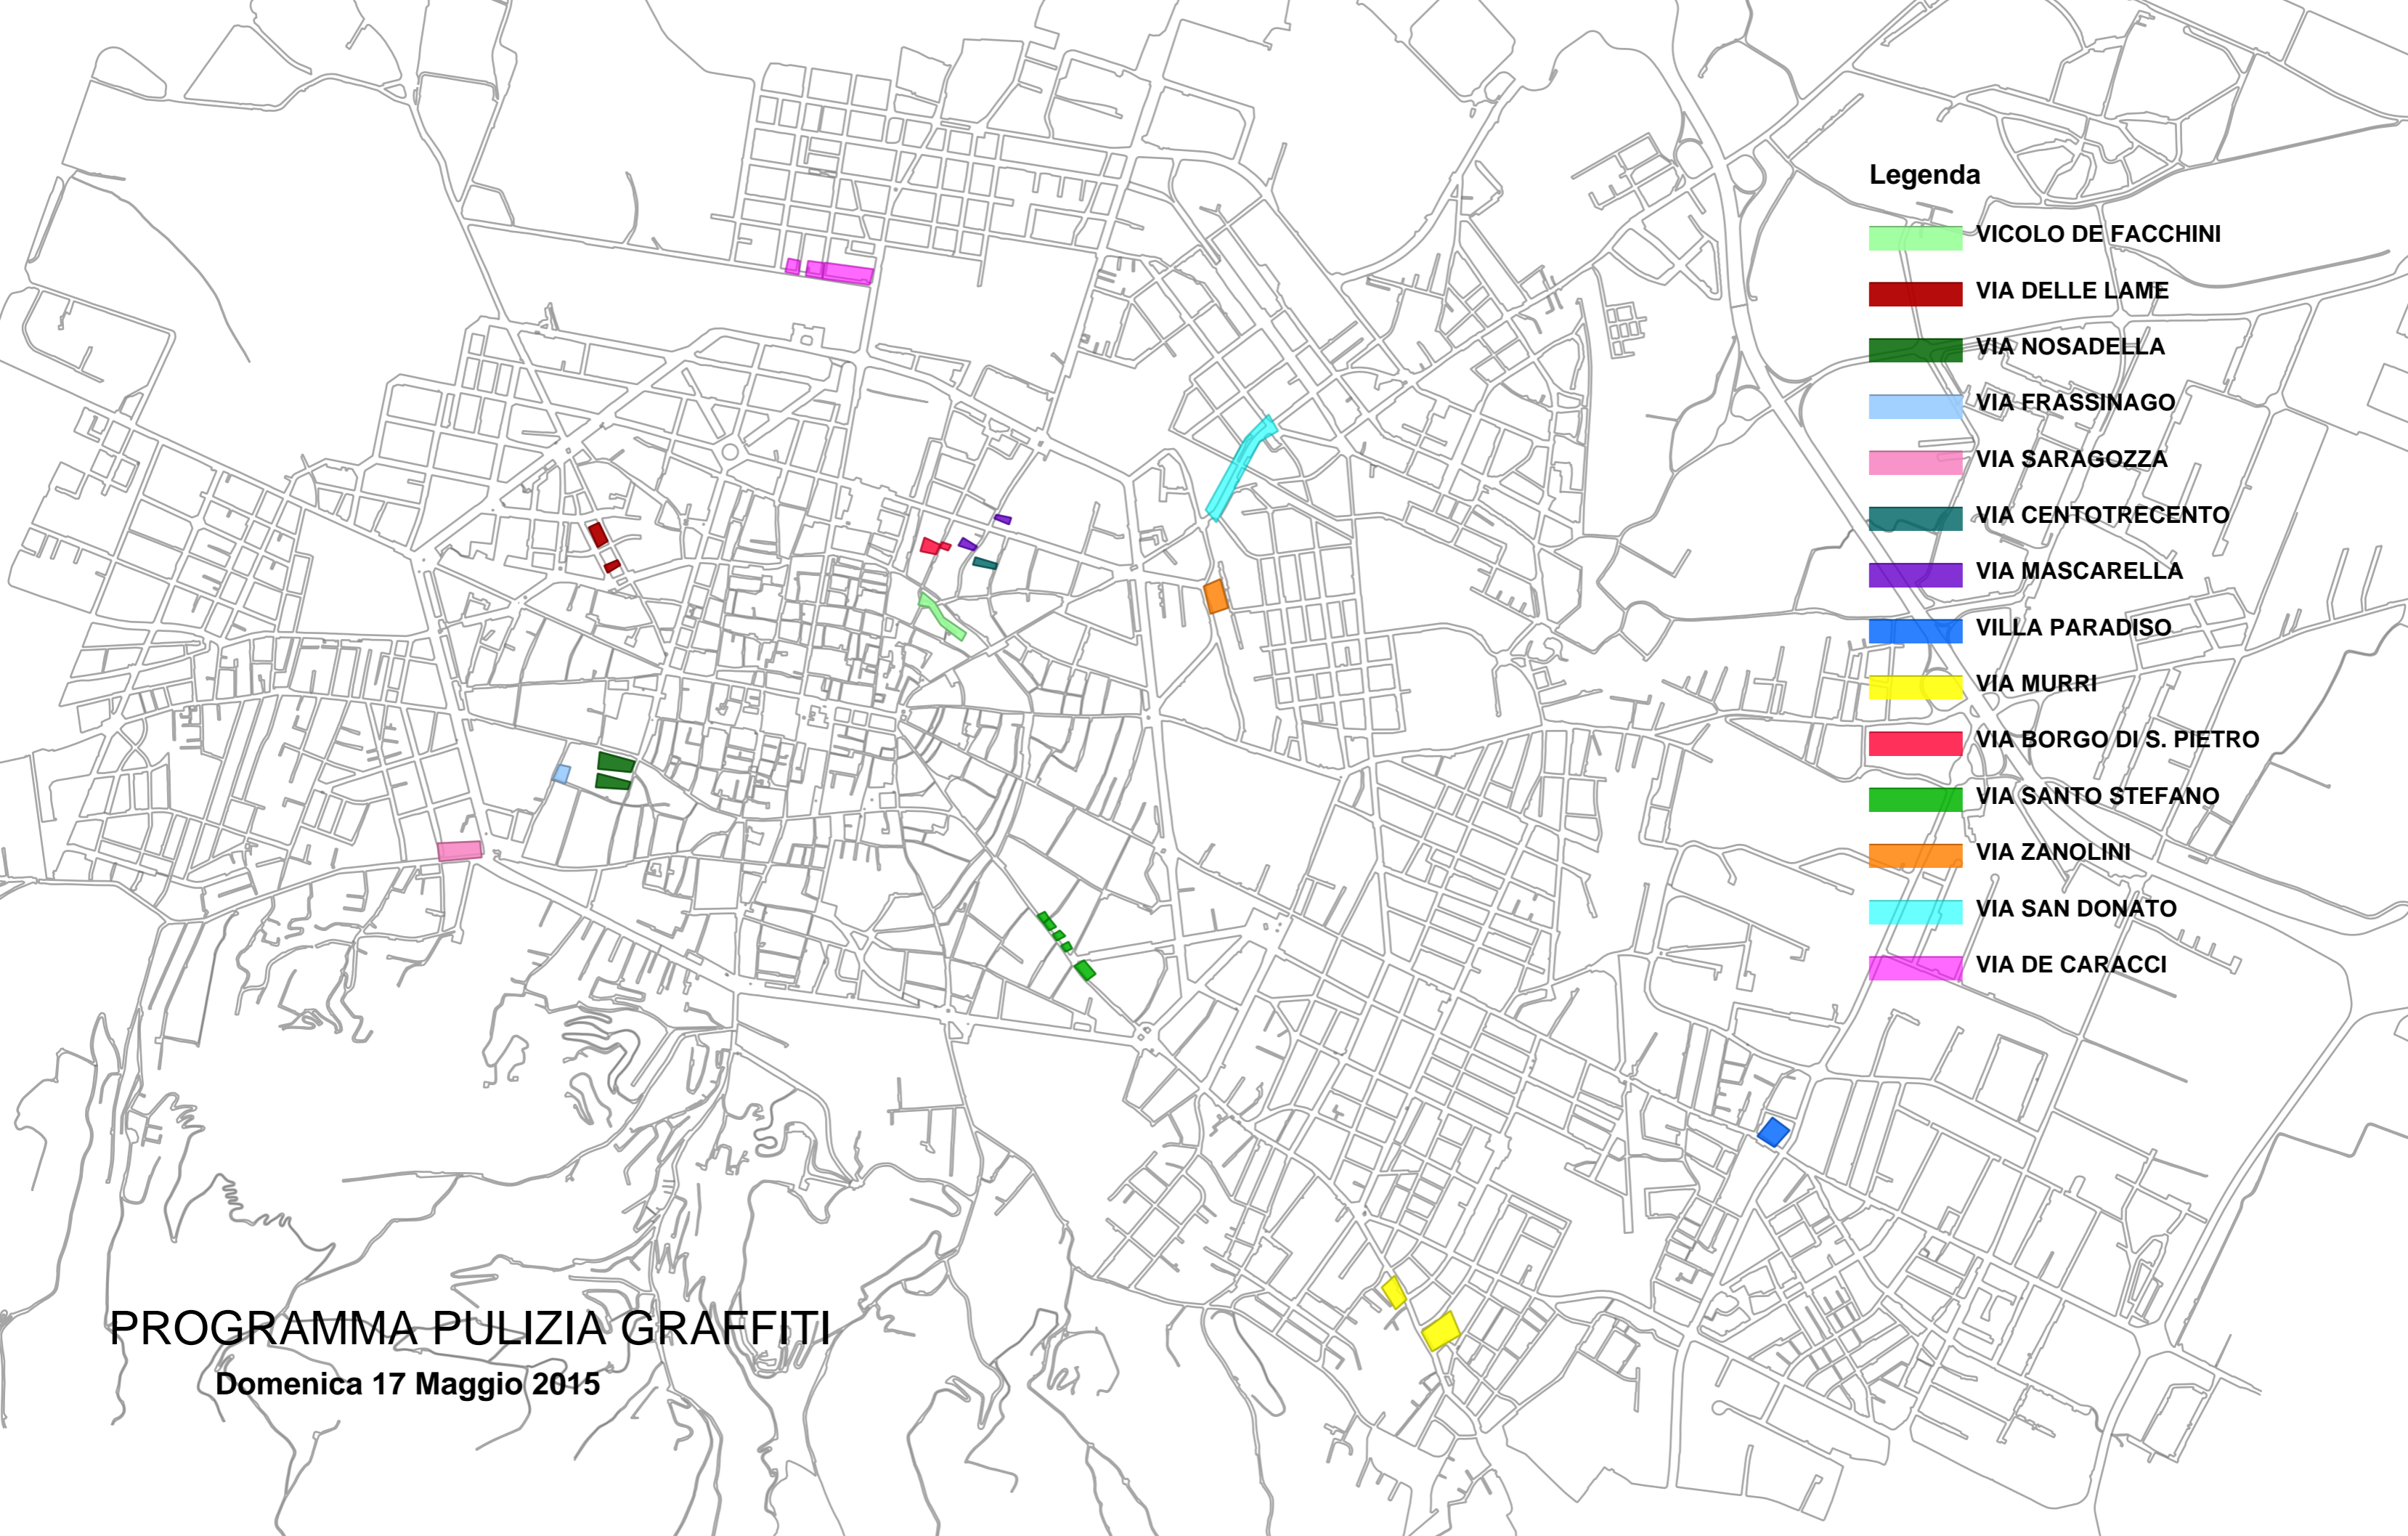 Legenda
VICOLO DE FACCHINI
VIA DELLE LAME
VIA NOSADELLA
VIA FRASSINAGO
VIA SARAGOZZA
VIA CENTOTRECENTO
VIA MASCARELLA
VILLA PARADISO
VIA MURRI
VIA BORGO DI S. PIETRO
VIA SANTO STEFANO
VIA ZANOLINI
VIA SAN DONATO
VIA DE CARACCI
PROGRAMMA PULIZIA GRAFFITI
Domenica 17 Maggio 2015